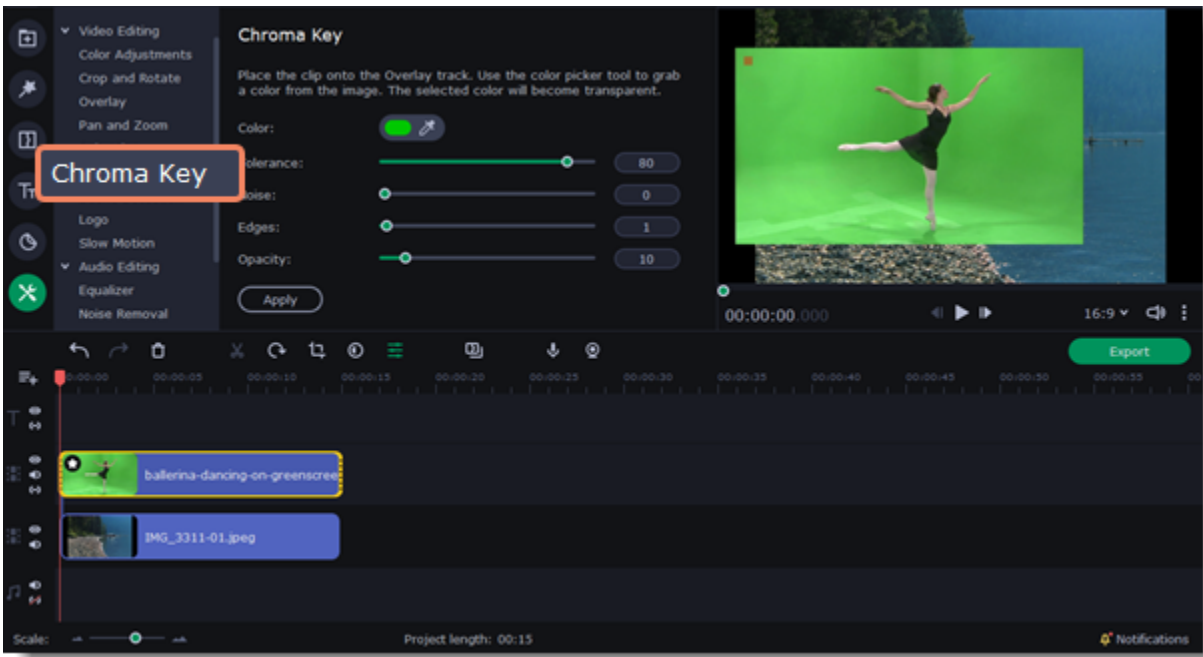 Video Editing
Color Adjustments
Crop and Rotate
Overlay
Pan and Zoom
Chroma Key
Logo
Slow Motion
Audio Editing
Equalizer
Noise Removal
Chroma Key
Place the clip onto the Overlay track. Use the color picker tool to grab
a color from the image. The selected color will become transparent.
Color:
Tolerance: 80
Noise: 0
Edges: 1
Opacity: 10
Apply
00:00:00.000
16:9
Export
0:00:00 00:00:05 00:00:10 00:00:15 00:00:20 00:00:25 00:00:30 00:00:35 00:00:40 00:00:45 00:00:50 00:00:55 00
ballerina-dancing-on-greenscree
IMG_3311-01.jpeg
Scale:
Project length: 00:15
Notifications